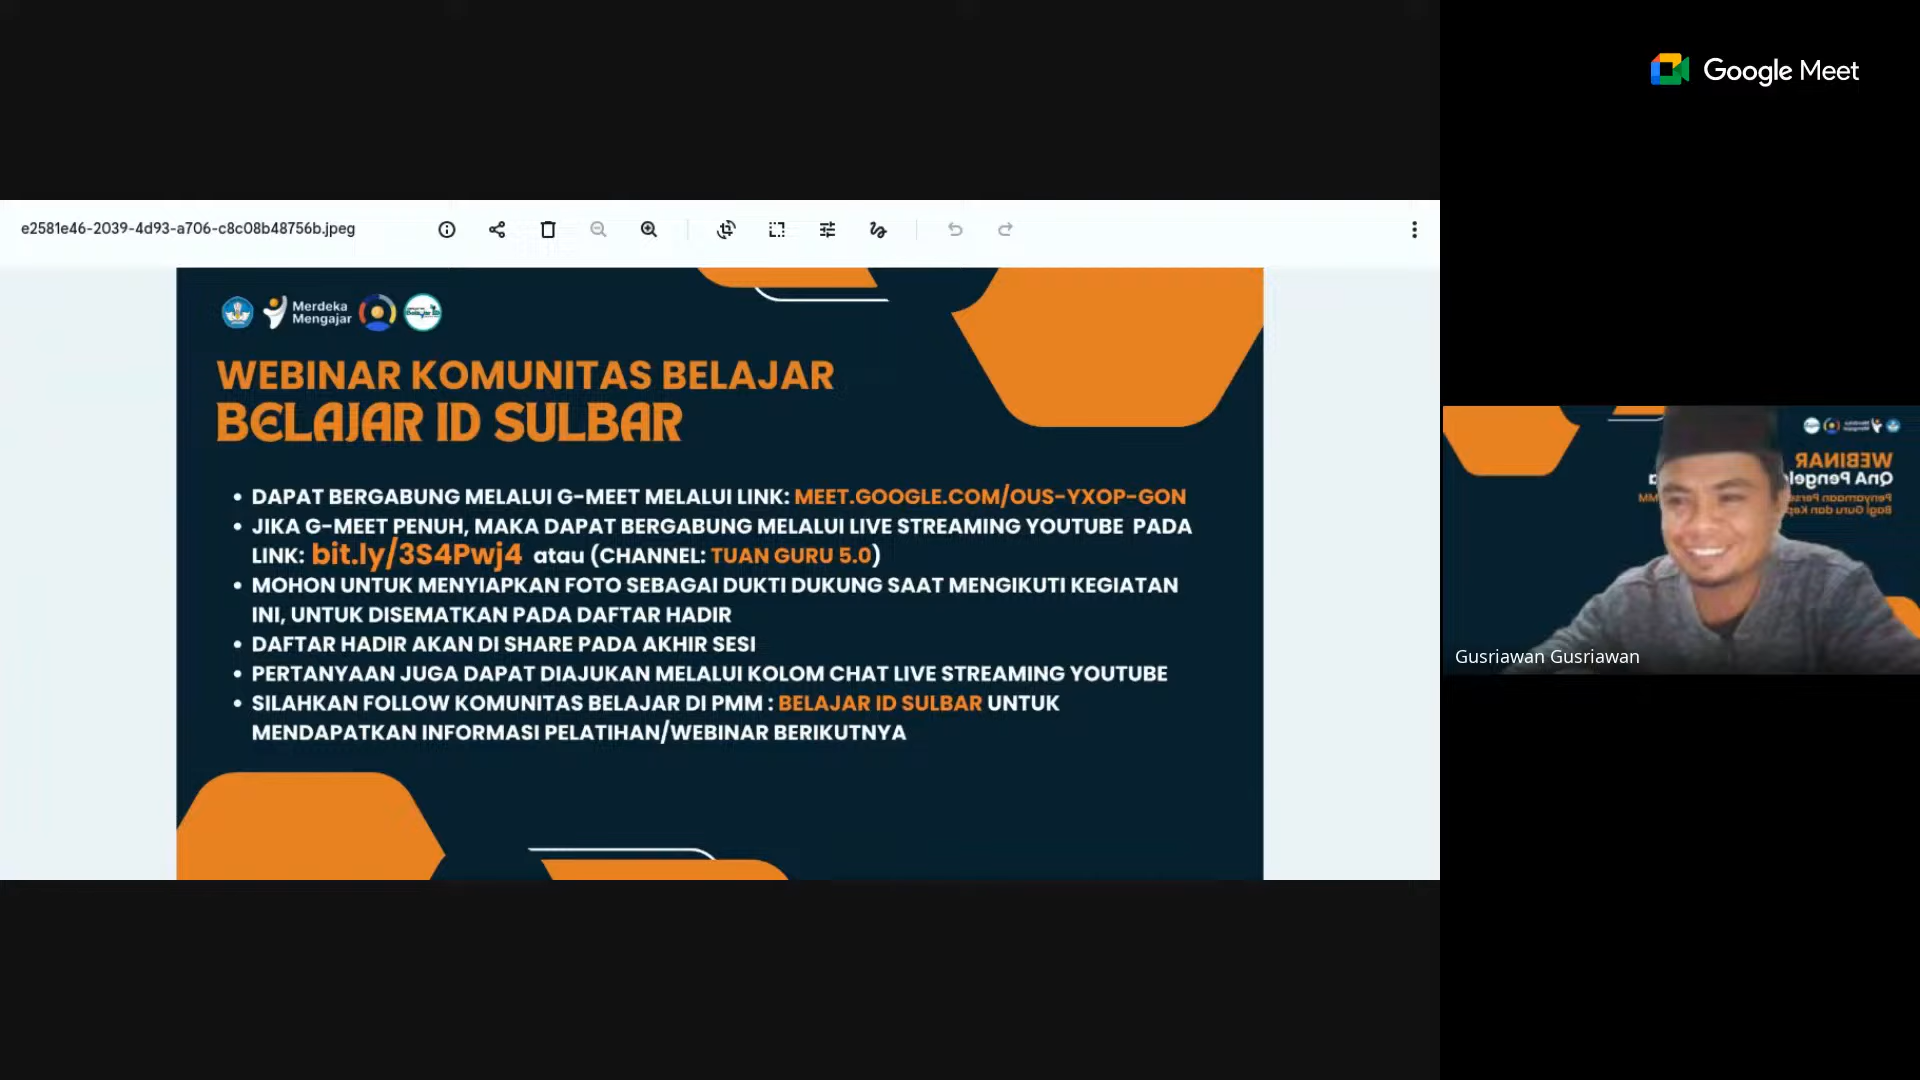 Google Meet
e2581e46-2039-4d93-a706-c8c08b48756b.jpeg
Merdeka
Mengajar
WEBINAR KOMUNITAS BELAJAR
BELAJAR ID SULBAR
• DAPAT BERGABUNG MELALUI G-MEET MELALUI LINK: MEET.GOOGLE.COM/OUS-YXOP-GON
• JIKA G-MEET PENUH, MAKA DAPAT BERGABUNG MELALUI LIVE STREAMING YOUTUBE PADA
LINK: bit.ly/3S4Pwj4 atau (CHANNEL: TUAN GURU 5.0)
• MOHON UNTUK MENYIAPKAN FOTO SEBAGAI DUKTI DUKUNG SAAT MENGIKUTI KEGIATAN
INI, UNTUK DISEMATKAN PADA DAFTAR HADIR
• DAFTAR HADIR AKAN DI SHARE PADA AKHIR SESI
• PERTANYAAN JUGA DAPAT DIAJUKAN MELALUI KOLOM CHAT LIVE STREAMING YOUTUBE
• SILAHKAN FOLLOW KOMUNITAS BELAJAR DI PMM : BELAJAR ID SULBAR UNTUK
MENDAPATKAN INFORMASI PELATIHAN/WEBINAR BERIKUTNYA
WEBINAR
Gusriawan Gusriawan